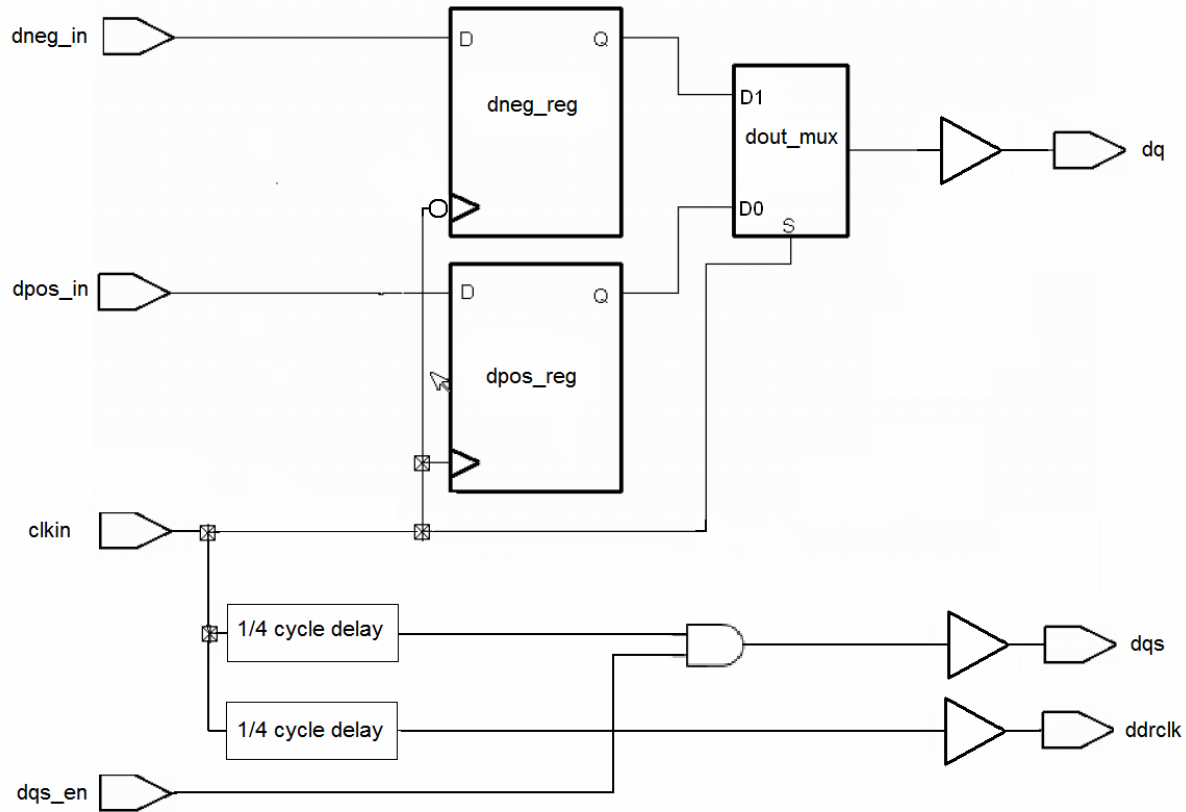 dneg_in
D
Q
dneg_reg
D1
dout_mux
dq
D0
S
dpos_in
D
Q
dpos_reg
clkin
1/4 cycle delay
dqs
1/4 cycle delay
ddrclk
dqs_en